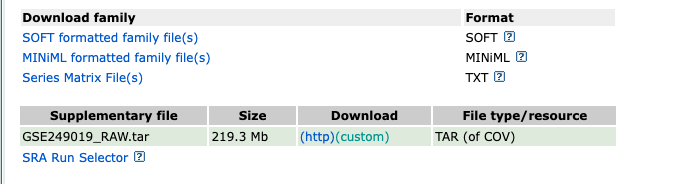 Download family Format
SOFT formatted family file(s) SOFT ?
MINiML formatted family file(s) MINiML ?
Series Matrix File(s) TXT ?
Supplementary file Size Download File type/resource
GSE249019_RAW.tar 219.3 Mb (http)(custom) TAR (of COV)
SRA Run Selector ?